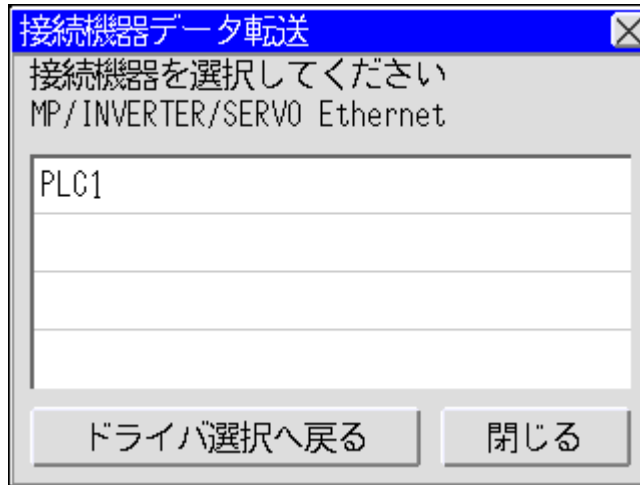 接続機器データ転送
接続機器を選択してください
MP/INVERTER/SERVO Ethernet
PLC1
ドライバ選択へ戻る
閉じる